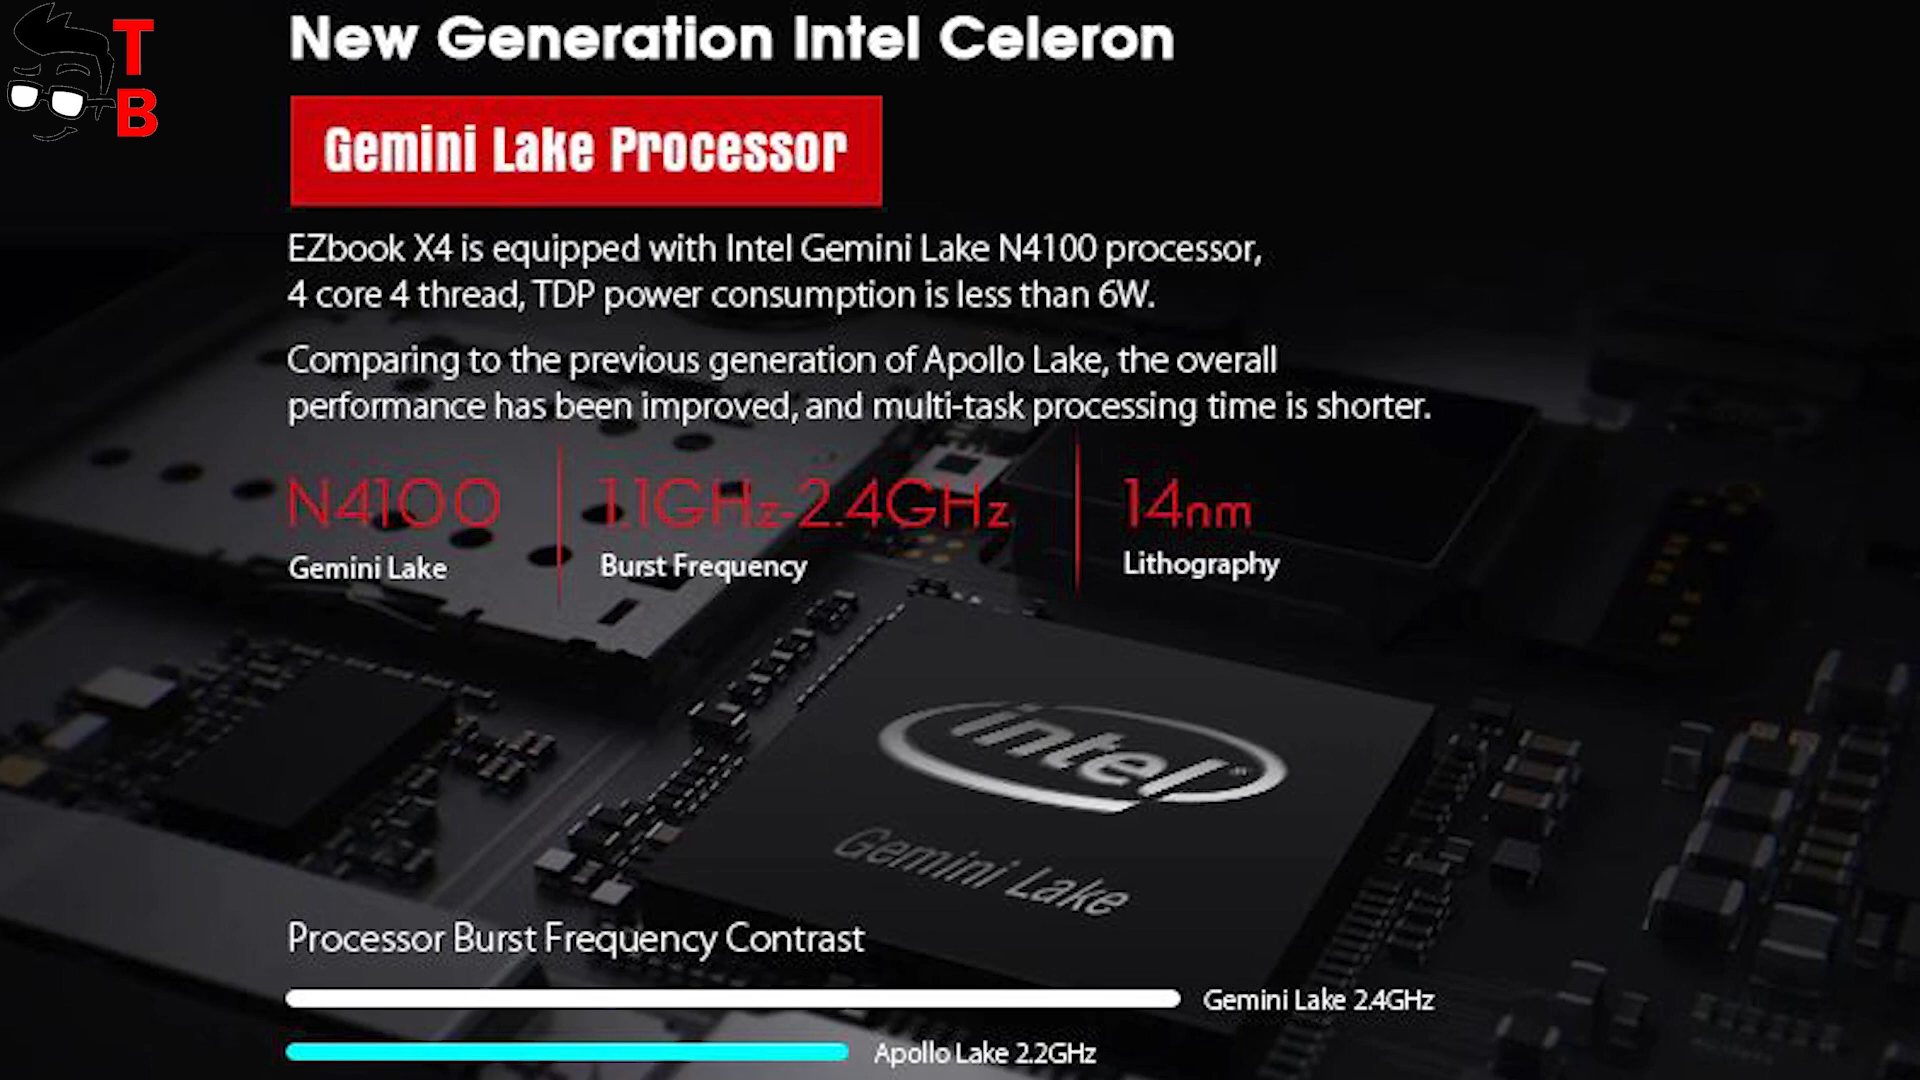 T
B
New Generation Intel Celeron
Gemini Lake Processor
EZbook X4 is equipped with Intel Gemini Lake N4100 processor,
4 core 4 thread, TDP power consumption is less than 6W.
Comparing to the previous generation of Apollo Lake, the overall
performance has been improved, and multi-task processing time is shorter.
N4100
Gemini Lake
1.1GHz-2.4GHz
Burst Frequency
14nm
Lithography
intel
Gemini Lake
Processor Burst Frequency Contrast
Gemini Lake 2.4GHz
Apollo Lake 2.2GHz